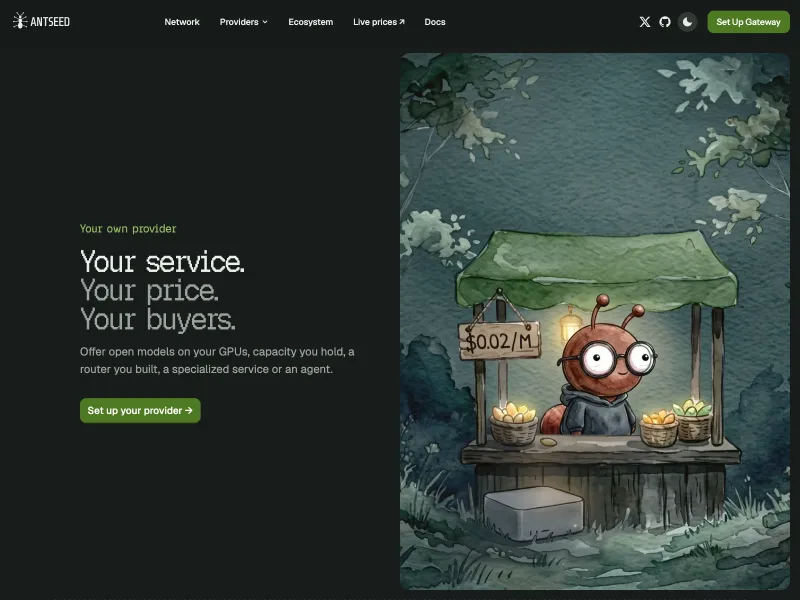 ANTSEED
Network
Providers
Ecosystem
Live prices
Docs
Set Up Gateway
Your own provider
Your service.
Your price.
Your buyers.
Offer open models on your GPUs, capacity you hold, a
router you built, a specialized service or an agent.
Set up your provider →
$0.02/M